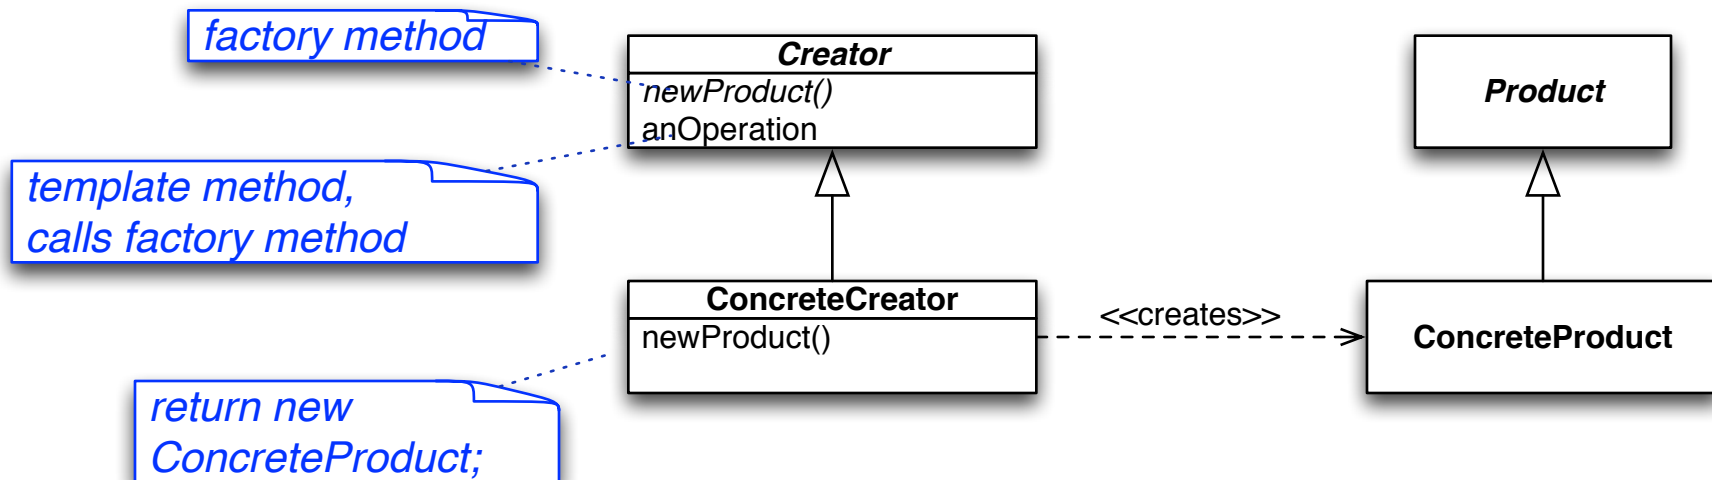 factory method
Creator
newProduct()
anOperation
Product
template method,
calls factory method
ConcreteCreator
newProduct()
<<creates>>
ConcreteProduct
return new
ConcreteProduct;